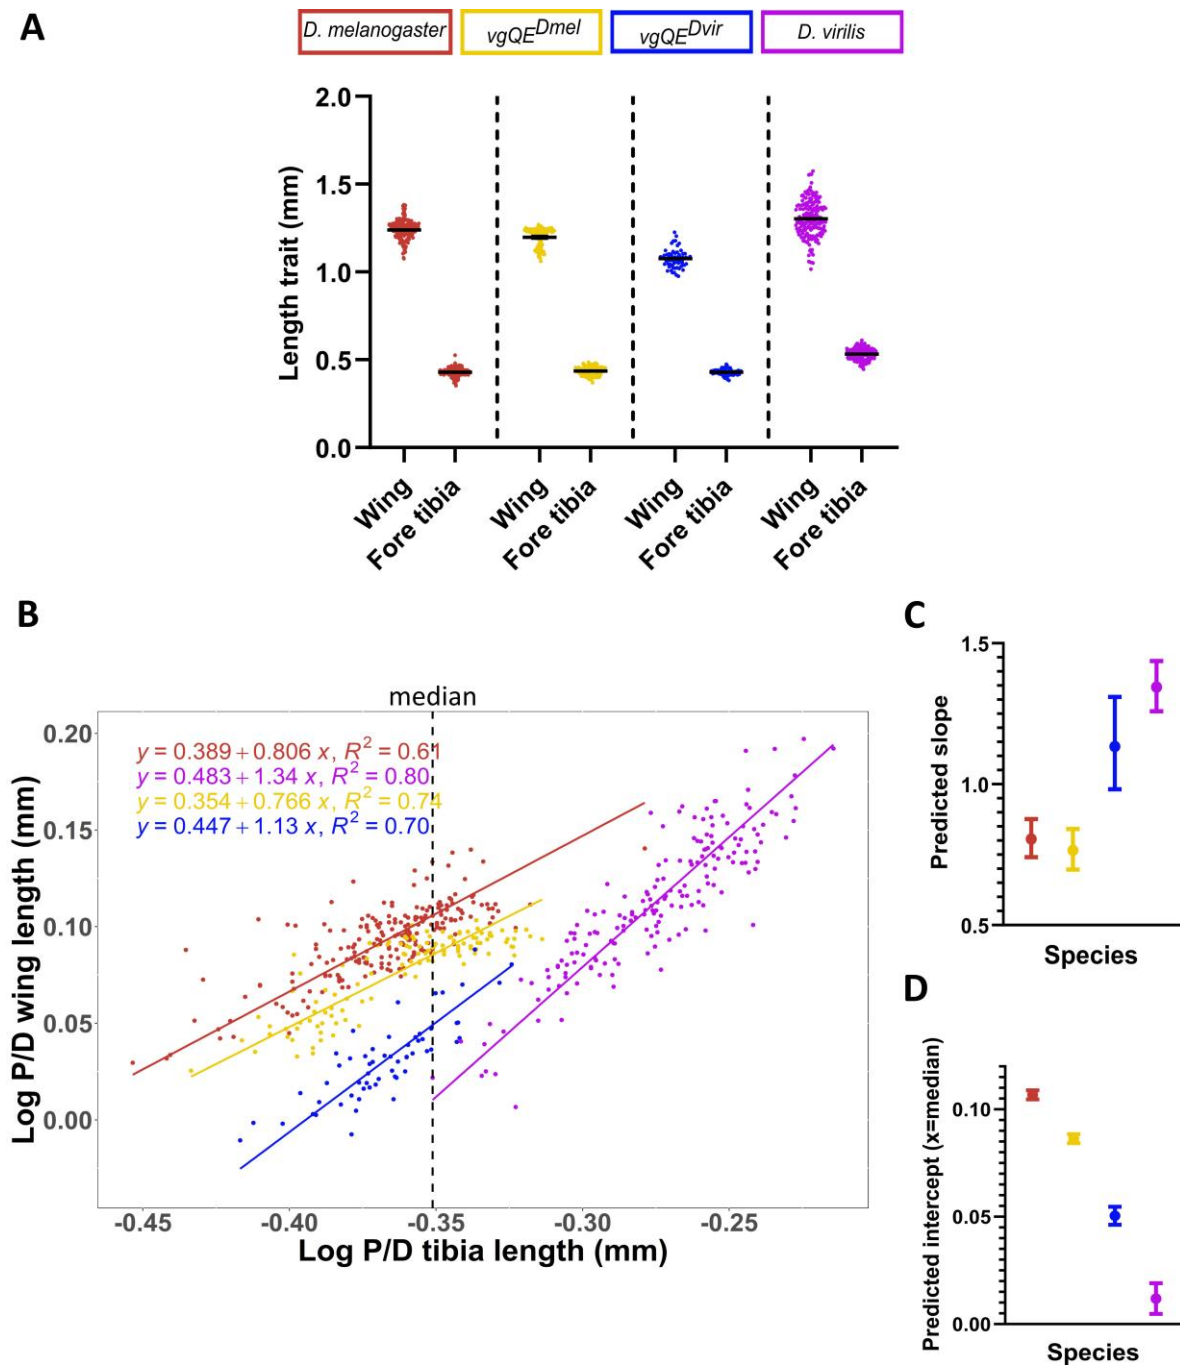 A
D. melanogaster
vgQE^Dmel
vgQE^Dvir
D. virilis
Length trait (mm)
2.0
1.5
1.0
0.5
0.0
Wing
Fore tibia
Wing
Fore tibia
Wing
Fore tibia
Wing
Fore tibia
B
median
y = 0.389 + 0.806 x, R² = 0.61
y = 0.483 + 1.34 x, R² = 0.80
y = 0.354 + 0.766 x, R² = 0.74
y = 0.447 + 1.13 x, R² = 0.70
Log P/D wing length (mm)
0.20
0.15
0.10
0.05
0.00
-0.45 -0.40 -0.35 -0.30 -0.25
Log P/D tibia length (mm)
C
Predicted slope
1.5
1.0
0.5
Species
D
Predicted intercept (x=median)
0.10
0.05
0.00
Species